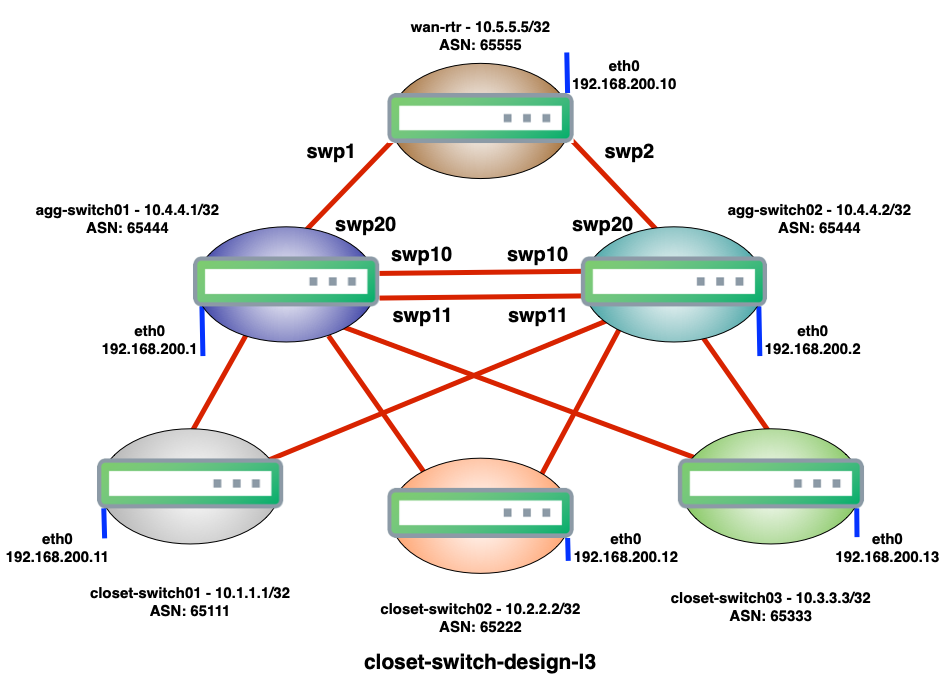 wan-rtr - 10.5.5.5/32
ASN: 65555
eth0
192.168.200.10
swp1
swp2
agg-switch01 - 10.4.4.1/32
ASN: 65444
agg-switch02 - 10.4.4.2/32
ASN: 65444
swp20
swp20
swp10
swp10
swp11
swp11
eth0
192.168.200.1
eth0
192.168.200.2
eth0
192.168.200.11
eth0
192.168.200.12
eth0
192.168.200.13
closet-switch01 - 10.1.1.1/32
ASN: 65111
closet-switch02 - 10.2.2.2/32
ASN: 65222
closet-switch03 - 10.3.3.3/32
ASN: 65333
closet-switch-design-l3